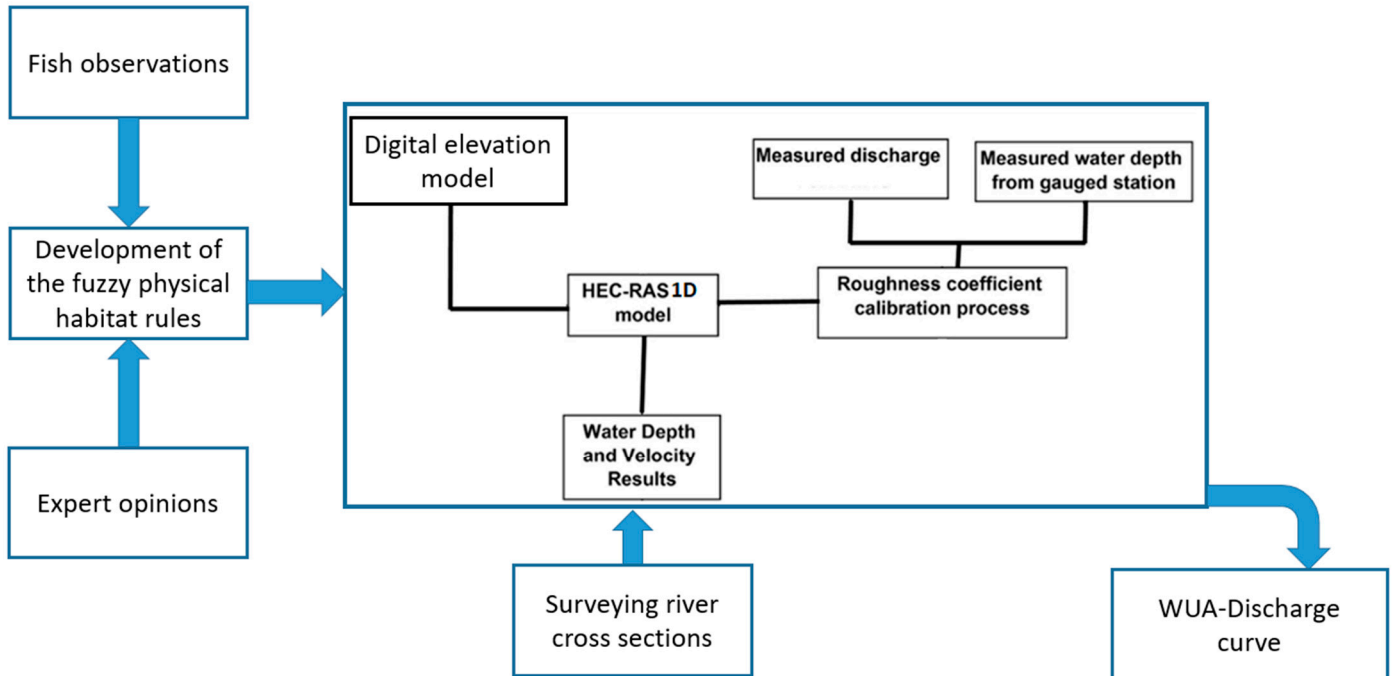 Fish observations
Development of
the fuzzy physical
habitat rules
Expert opinions
Digital elevation
model
Measured discharge
Measured water depth
from gauged station
HEC-RAS1D
model
Roughness coefficient
calibration process
Water Depth
and Velocity
Results
Surveying river
cross sections
WUA-Discharge
curve